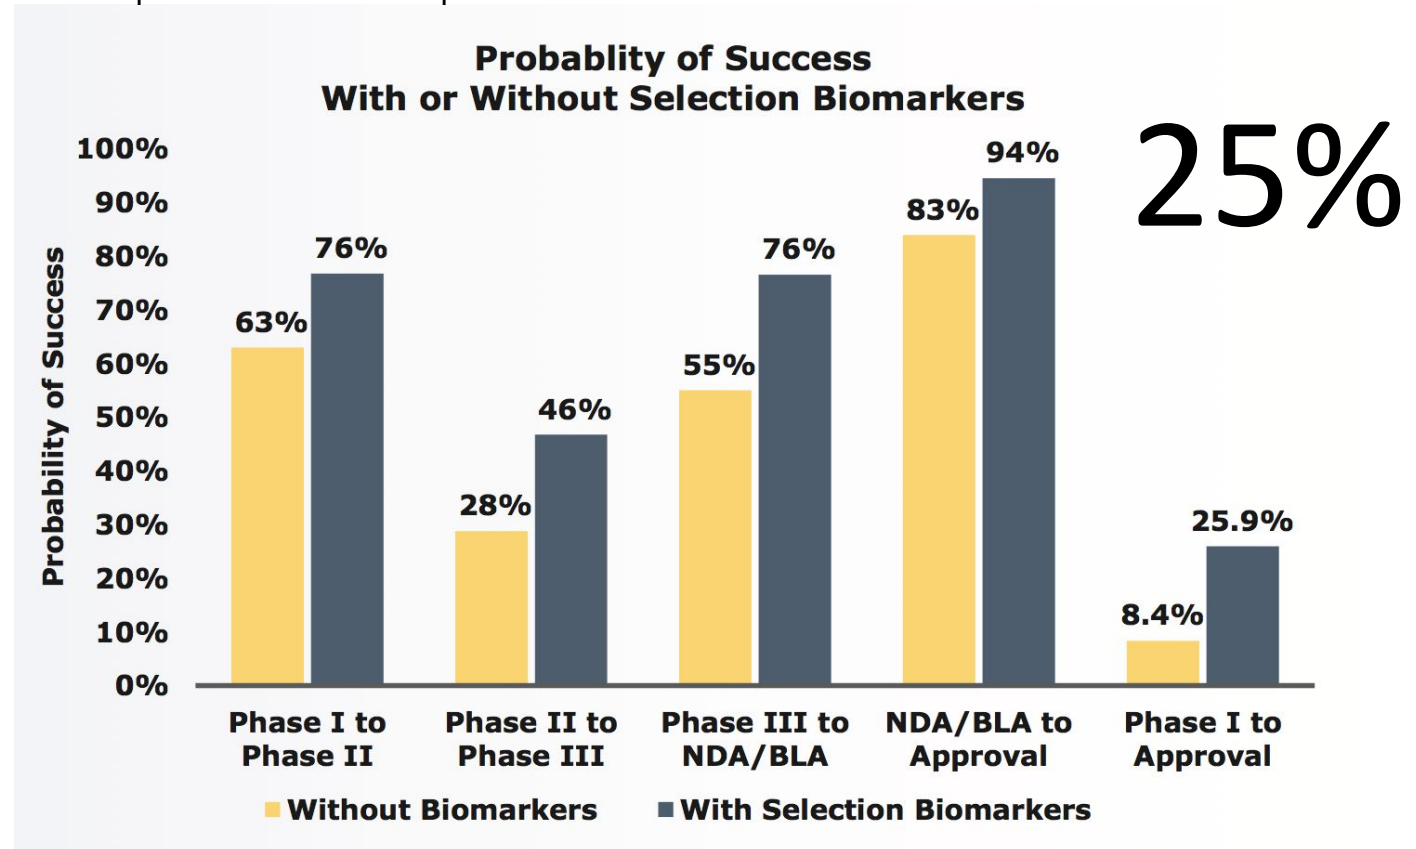 Probablity of Success
With or Without Selection Biomarkers
25%
100%
90%
80%
70%
60%
50%
40%
30%
20%
10%
0%
Probability of Success
63%
76%
28%
46%
55%
76%
83%
94%
8.4%
25.9%
Phase I to
Phase II
Phase II to
Phase III
Phase III to
NDA/BLA
NDA/BLA to
Approval
Phase I to
Approval
Without Biomarkers
With Selection Biomarkers